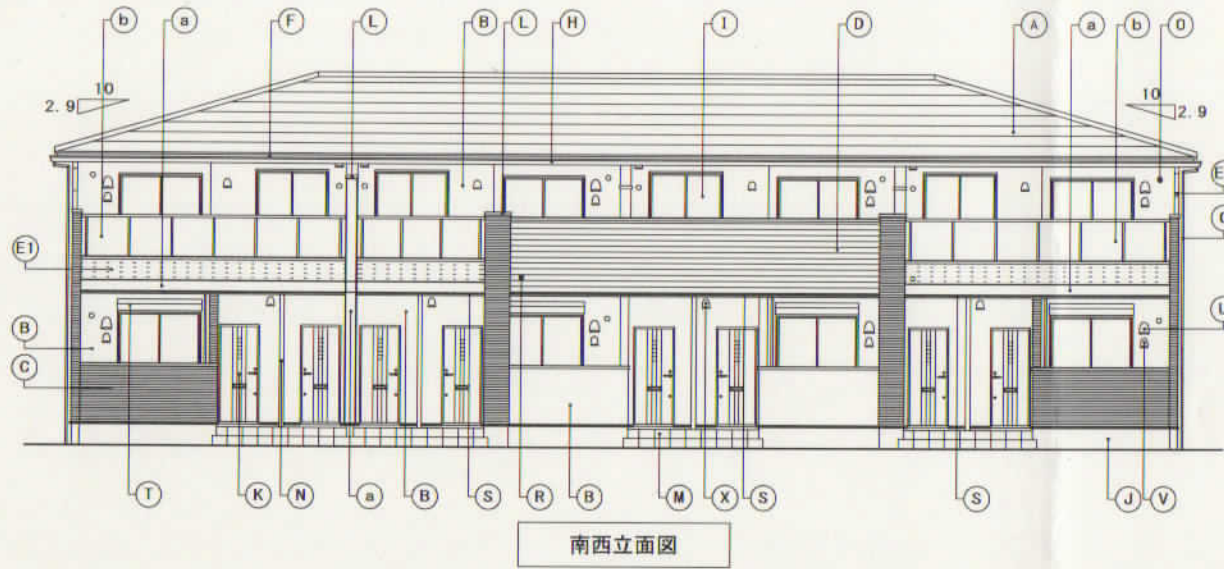 b a F L B L H I D A a b O
10
2.9
10
2.9
E
E1
B
C
T K N a B S R B M X S S J V
南西立面図